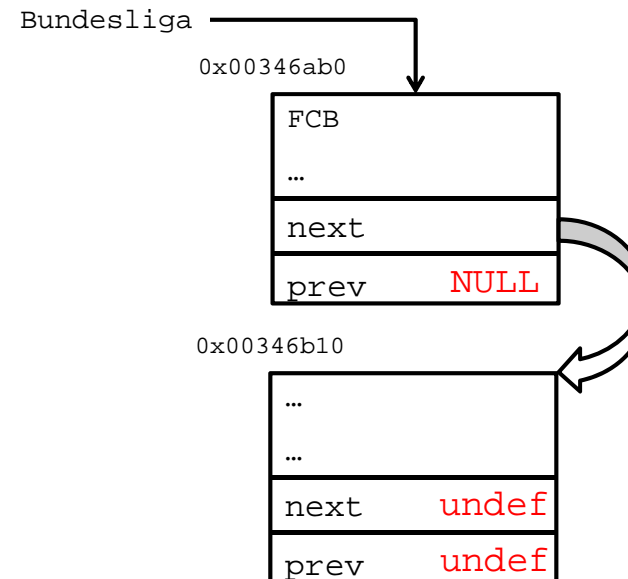 Bundesliga
0x00346ab0
FCB
…
next
prev NULL
0x00346b10
…
…
next undef
prev undef